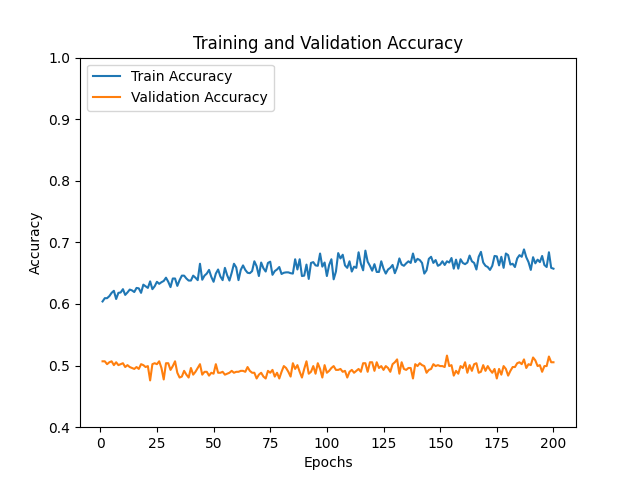 Training and Validation Accuracy
Train Accuracy
Validation Accuracy
1.0
0.9
0.8
0.7
0.6
0.5
0.4
Accuracy
0 25 50 75 100 125 150 175 200
Epochs